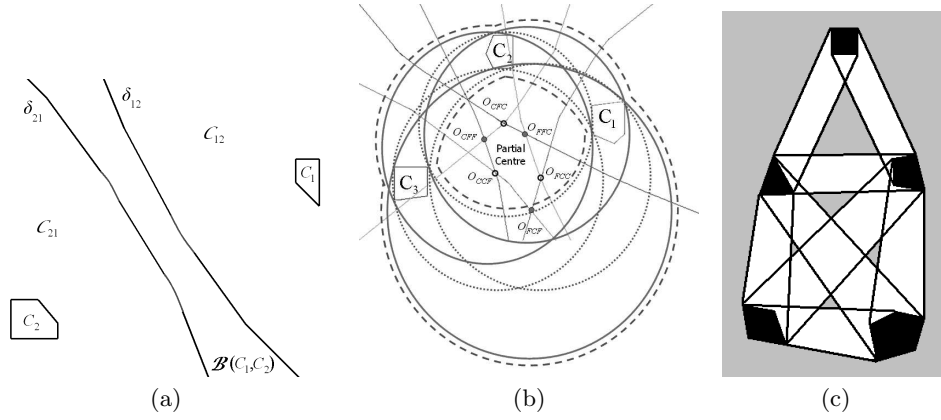 δ21
δ12
C12
C1
C21
C2
ℬ(C1,C2)
(a)
C2
C1
OCFC
OFFC
OCFF
Partial
Centre
OCCF
OFCC
C3
OFCF
(b)
(c)